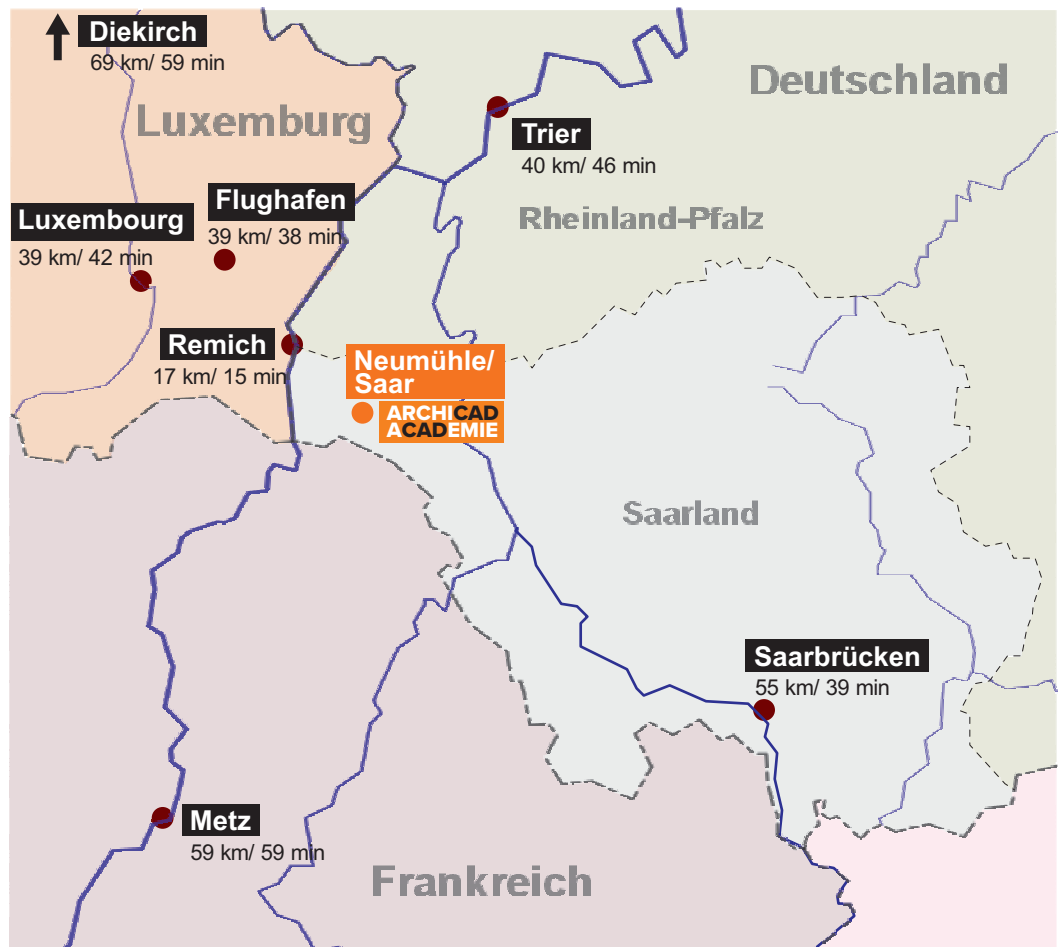 Diekirch
69 km/ 59 min
Deutschland
Luxemburg
Trier
40 km/ 46 min
Flughafen
39 km/ 38 min
Rheinland-Pfalz
Luxembourg
39 km/ 42 min
Remich
17 km/ 15 min
Neumühle/
Saar
ARCHICAD
ACADEMIE
Saarland
Saarbrücken
55 km/ 39 min
Metz
59 km/ 59 min
Frankreich